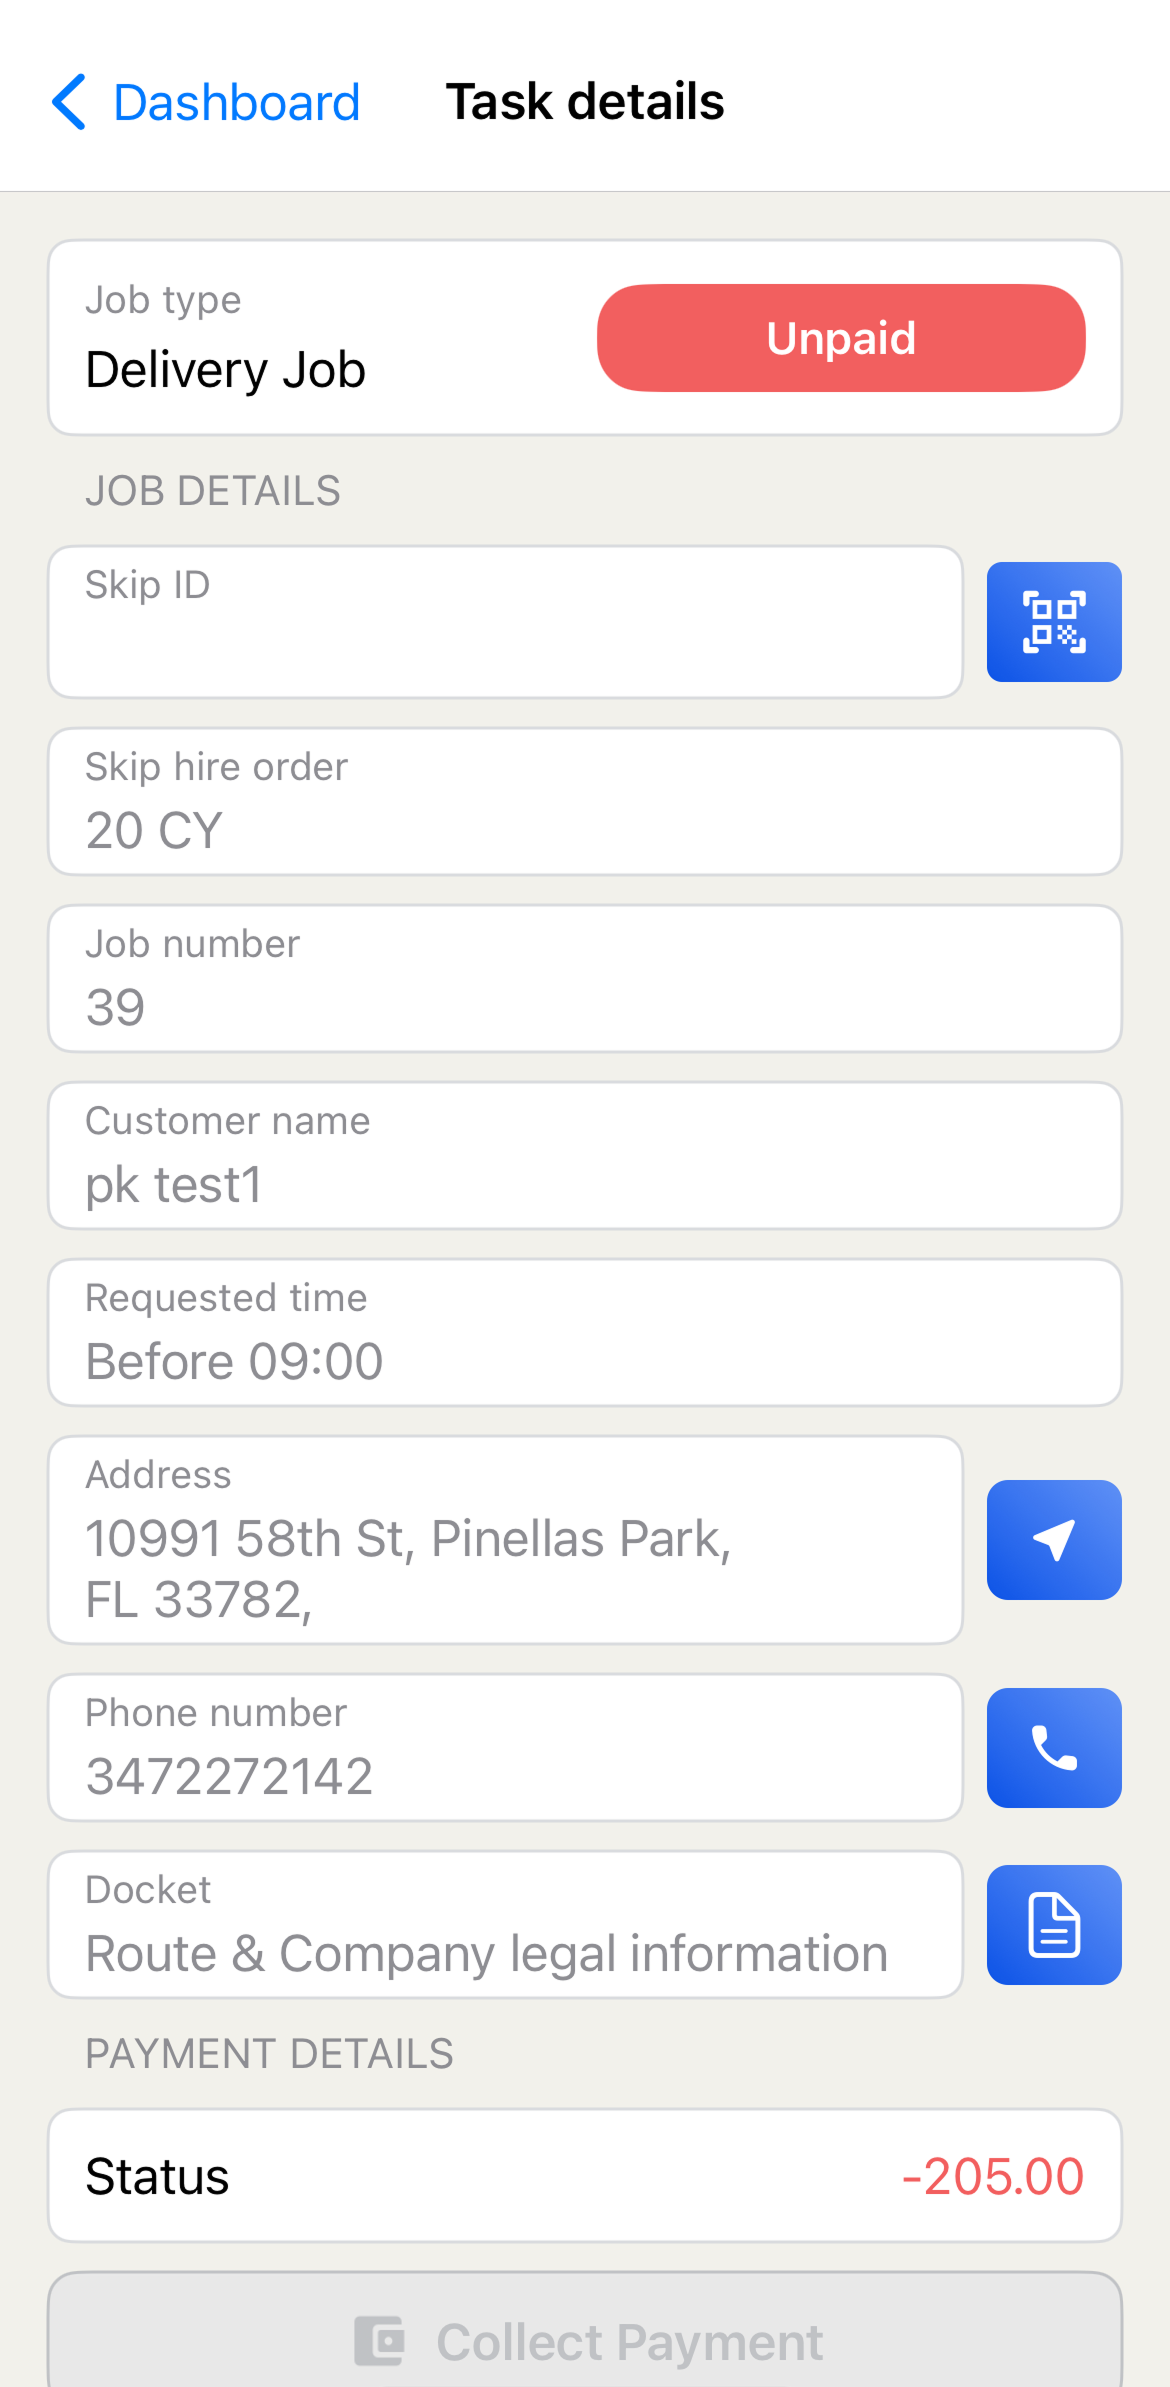 Dashboard
Task details
Job type
Delivery Job
Unpaid
JOB DETAILS
Skip ID
Skip hire order
20 CY
Job number
39
Customer name
pk test1
Requested time
Before 09:00
Address
10991 58th St, Pinellas Park,
FL 33782,
Phone number
3472272142
Docket
Route & Company legal information
PAYMENT DETAILS
Status
-205.00
Collect Payment